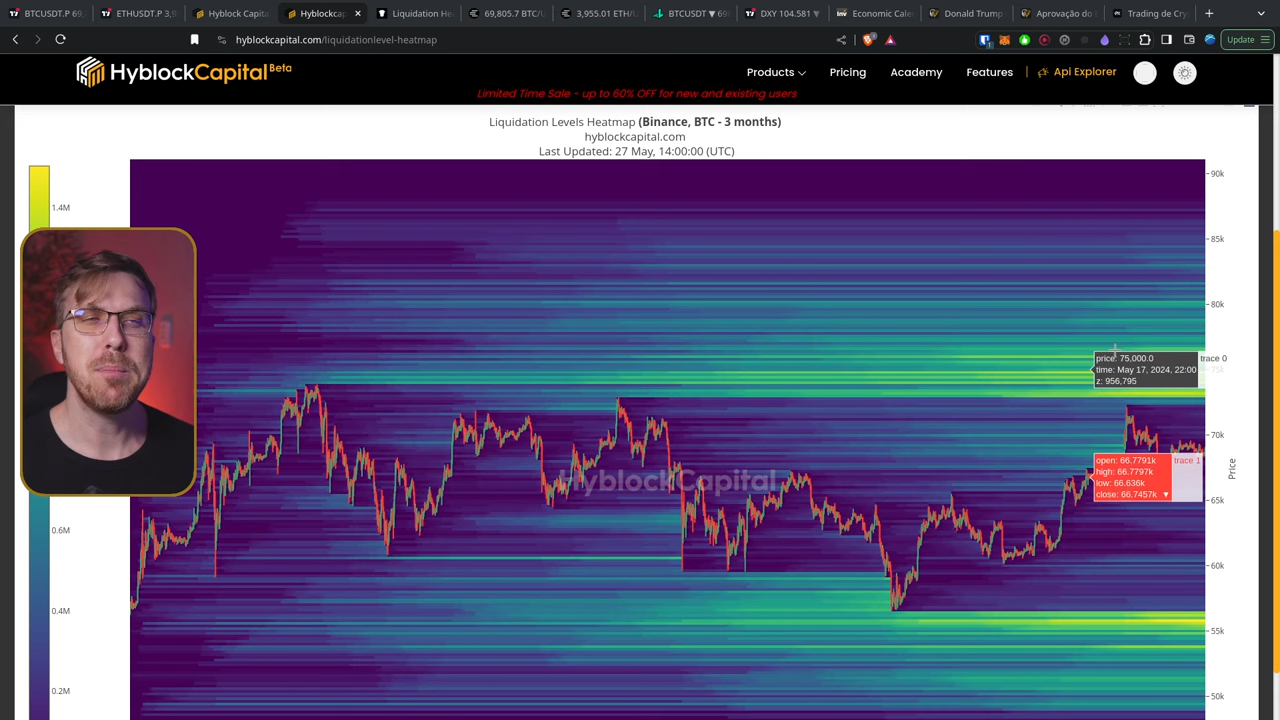 BTCUSDT.P 69,
ETHUSDT.P 3,9
Hyblock Capital
Hyblockcap
Liquidation He
69,805.7 BTC/U
3,955.01 ETH/U
BTCUSDT ▼ 69
DXY 104.581 ▼
Economic Cale
Donald Trump
Aprovação do
Trading de Cry
hyblockcapital.com/liquidationlevel-heatmap
Update
HyblockCapital Beta
Products
Pricing
Academy
Features
Api Explorer
Limited Time Sale - up to 60% OFF for new and existing users
Liquidation Levels Heatmap (Binance, BTC - 3 months)
hyblockcapital.com
Last Updated: 27 May, 14:00:00 (UTC)
1.4M
0.6M
0.4M
0.2M
90k
85k
80k
75k
70k
65k
60k
55k
50k
Price
price: 75,000.0
time: May 17, 2024, 22:00
z: 956,795
trace 0
open: 66.7791k
high: 66.7797k
low: 66.636k
close: 66.7457k ▼
trace 1
HyblockCapital